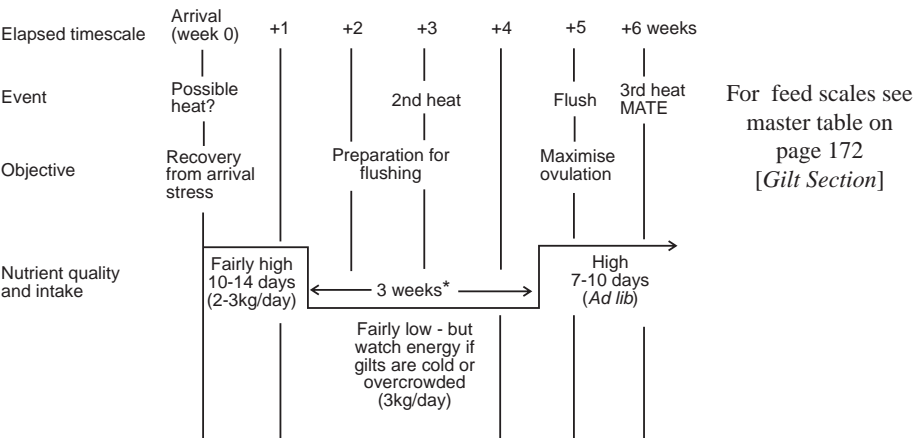 Elapsed timescale
Arrival
(week 0)
+1
+2
+3
+4
+5
+6 weeks
Event
Possible
heat?
2nd heat
Flush
3rd heat
MATE
Objective
Recovery
from arrival
stress
Preparation for
flushing
Maximise
ovulation
Nutrient quality
and intake
Fairly high
10-14 days
(2-3kg/day)
3 weeks*
High
7-10 days
(Ad lib)
Fairly low - but
watch energy if
gilts are cold or
overcrowded
(3kg/day)
For feed scales see
master table on
page 172
[Gilt Section]